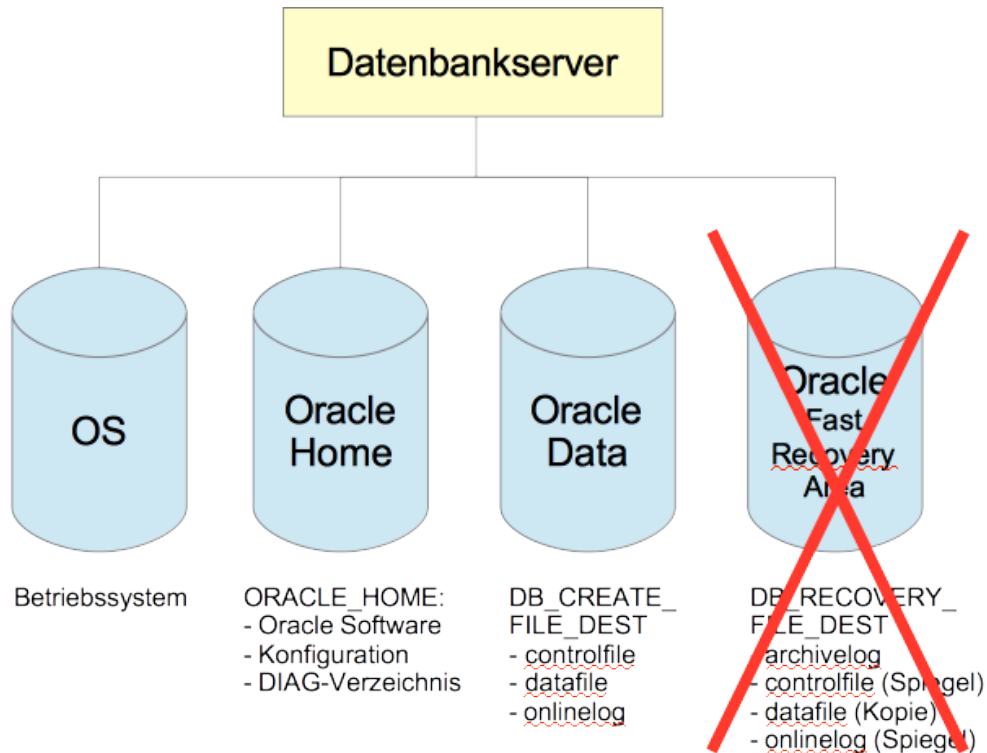 Datenbankserver
OS
Oracle
Home
Oracle
Data
Oracle
Fast
Recovery
Area
Betriebssystem
ORACLE_HOME:
- Oracle Software
- Konfiguration
- DIAG-Verzeichnis
DB_CREATE_
FILE_DEST
- controlfile
- datafile
- onlinelog
DB_RECOVERY_
FILE_DEST
- archivelog
- controlfile (Spiegel)
- datafile (Kopie)
- onlinelog (Spiegel)